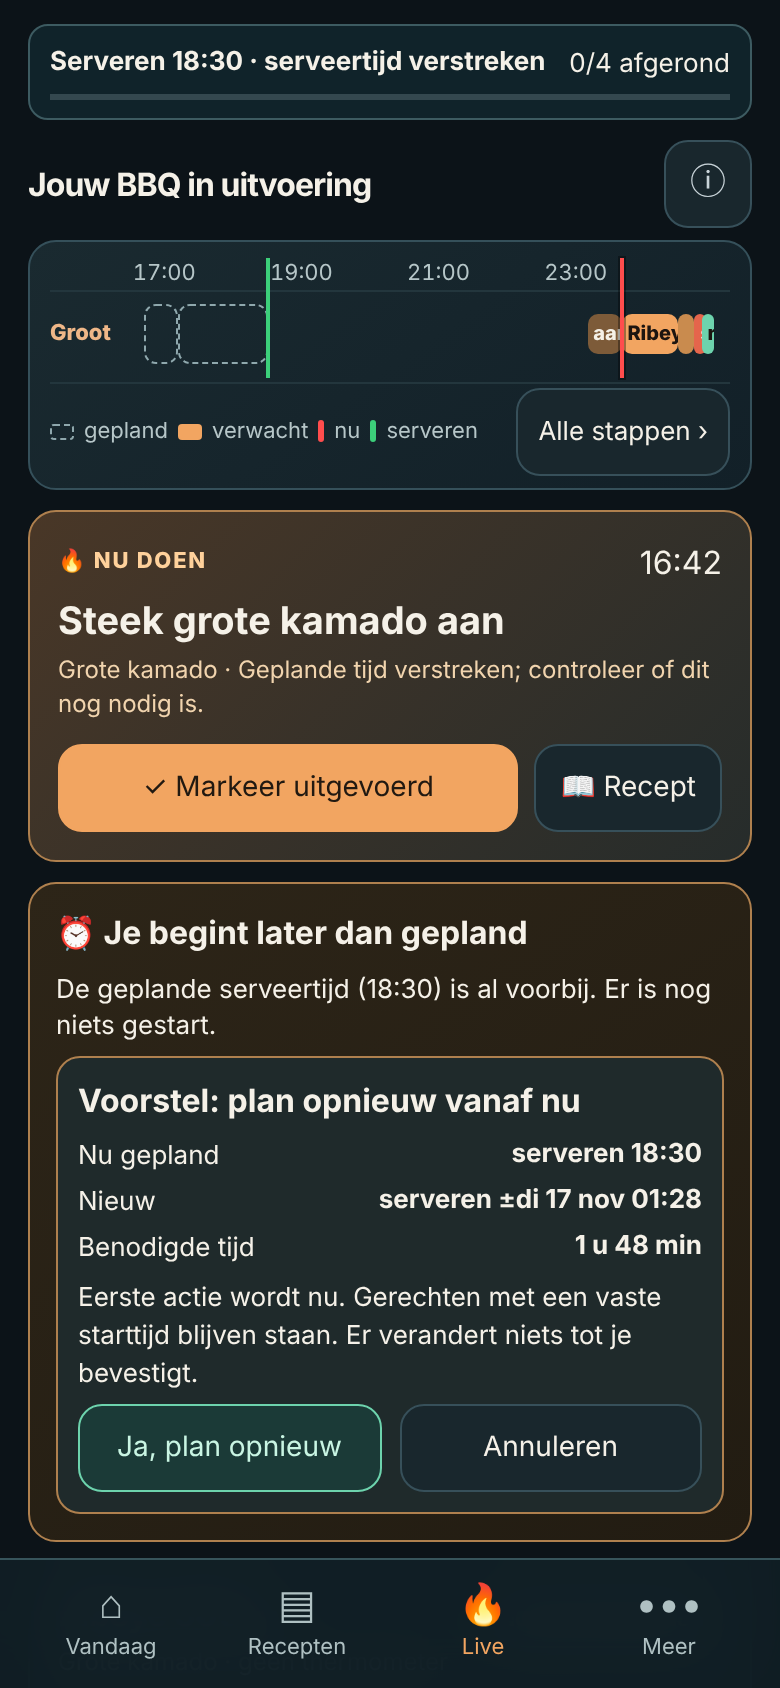 Serveren 18:30 · serveertijd verstreken 0/4 afgerond
Jouw BBQ in uitvoering
17:00 19:00 21:00 23:00
Groot Ribey
gepland verwacht nu serveren Alle stappen ›
🔥 NU DOEN 16:42
Steek grote kamado aan
Grote kamado · Geplande tijd verstreken; controleer of dit
nog nodig is.
✓ Markeer uitgevoerd 📖 Recept
⏰ Je begint later dan gepland
De geplande serveertijd (18:30) is al voorbij. Er is nog
niets gestart.
Voorstel: plan opnieuw vanaf nu
Nu gepland serveren 18:30
Nieuw serveren ±di 17 nov 01:28
Benodigde tijd 1 u 48 min
Eerste actie wordt nu. Gerechten met een vaste
starttijd blijven staan. Er verandert niets tot je
bevestigt.
Ja, plan opnieuw Annuleren
Vandaag Recepten Live Meer